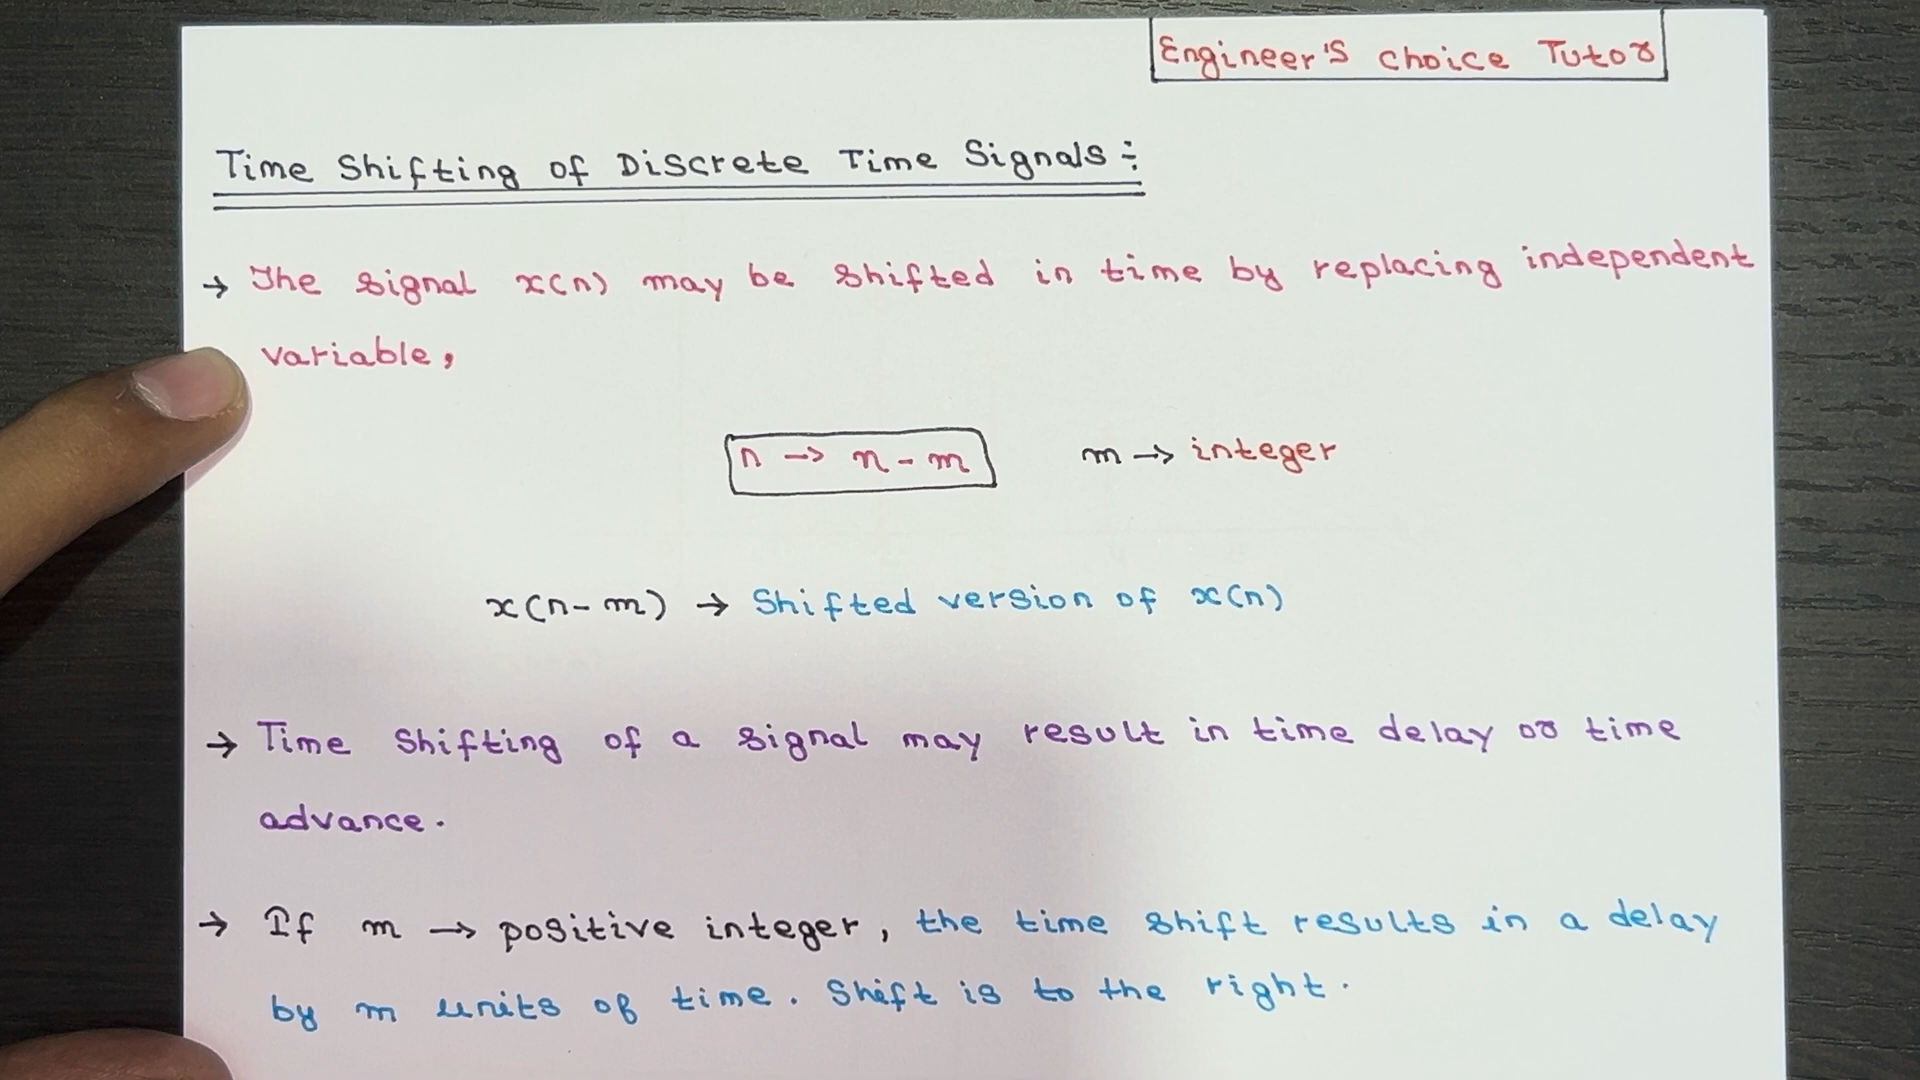 Engineer's choice Tutor
Time Shifting of Discrete Time Signals :
→ The signal x(n) may be shifted in time by replacing independent
variable,
n → n - m    m → integer
x(n - m) → Shifted version of x(n)
→ Time Shifting of a signal may result in time delay or time
advance.
→ If m → positive integer, the time shift results in a delay
by m units of time. Shift is to the right.